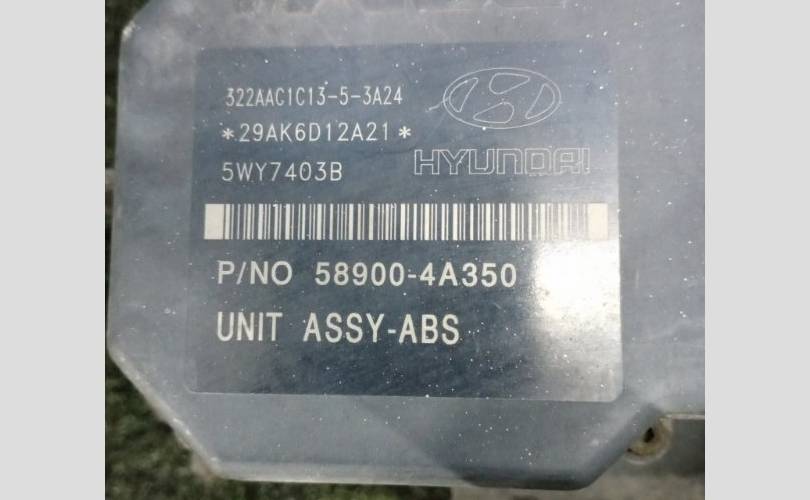 322AAC1C13-5-3A24
*29AK6D12A21*
5WY7403B
HYUNDAI
P/NO 58900-4A350
UNIT ASSY-ABS